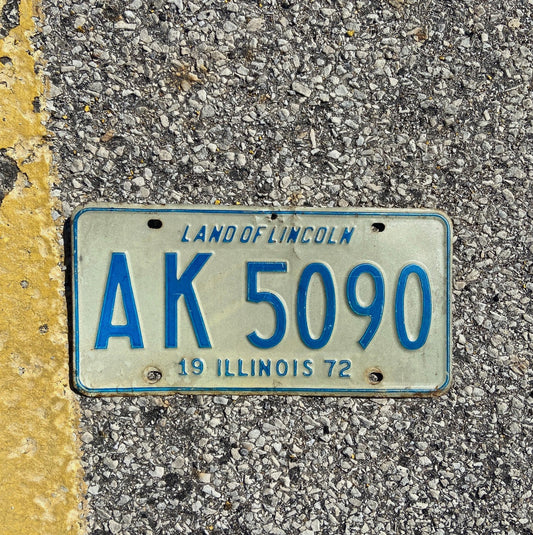 LAND OF LINCOLN
AK 5090
19 ILLINOIS 72